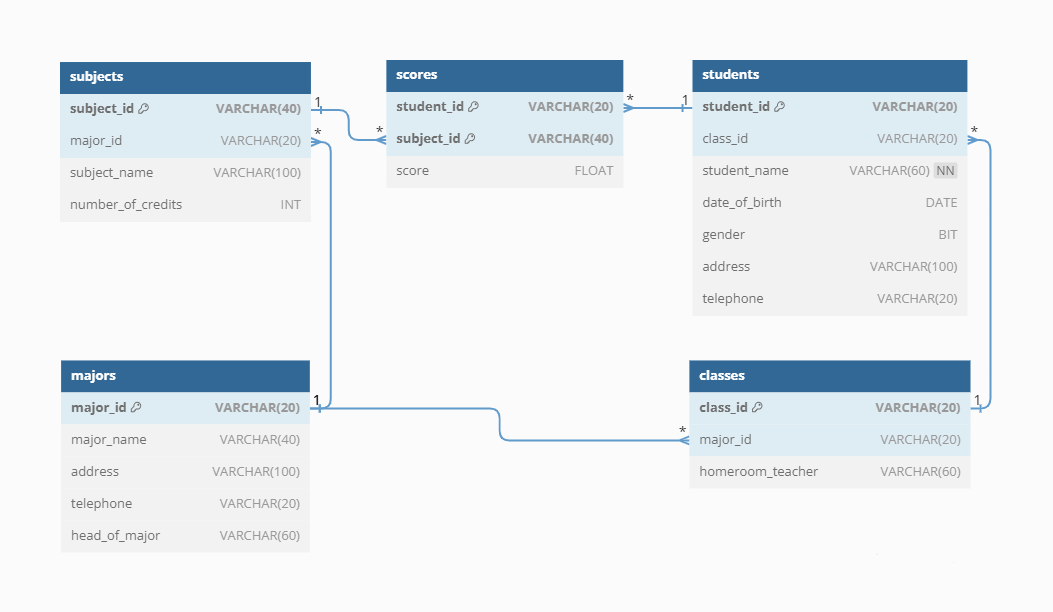 subjects
subject_id VARCHAR(40)
major_id VARCHAR(20)
subject_name VARCHAR(100)
number_of_credits INT
1
*
scores
student_id VARCHAR(20)
subject_id VARCHAR(40)
score FLOAT
*
*
1
students
student_id VARCHAR(20)
class_id VARCHAR(20)
student_name VARCHAR(60) NN
date_of_birth DATE
gender BIT
address VARCHAR(100)
telephone VARCHAR(20)
*
majors
major_id VARCHAR(20)
major_name VARCHAR(40)
address VARCHAR(100)
telephone VARCHAR(20)
head_of_major VARCHAR(60)
1
*
classes
class_id VARCHAR(20)
major_id VARCHAR(20)
homeroom_teacher VARCHAR(60)
1